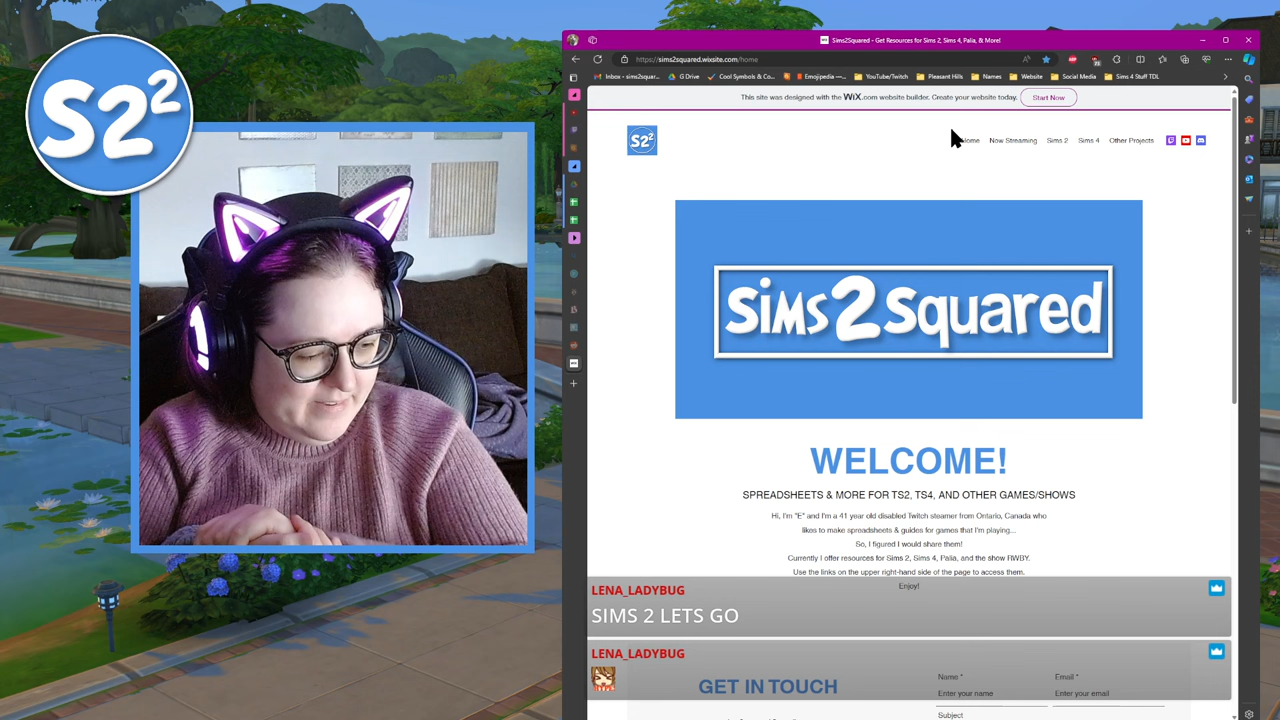 S2²
Sims2Squared - Get Resources for Sims 2, Sims 4, Palia, & More!
https://sims2squared.wixsite.com/home
Inbox - sims2squar...
G Drive
Cool Symbols & Co...
Emojipedia —...
YouTube/Twitch
Pleasant Hills
Names
Website
Social Media
Sims 4 Stuff TDL
This site was designed with the WiX.com website builder. Create your website today.
Start Now
S2²
Home
Now Streaming
Sims 2
Sims 4
Other Projects
Sims2Squared
WELCOME!
SPREADSHEETS & MORE FOR TS2, TS4, AND OTHER GAMES/SHOWS
Hi, I'm "E" and I'm a 41 year old disabled Twitch steamer from Ontario, Canada who
likes to make spreadsheets & guides for games that I'm playing...
So, I figured I would share them!
Currently I offer resources for Sims 2, Sims 4, Palia, and the show RWBY.
Use the links on the upper right-hand side of the page to access them.
Enjoy!
LENA_LADYBUG
SIMS 2 LETS GO
LENA_LADYBUG
GET IN TOUCH
Name *
Email *
Enter your name
Enter your email
Subject